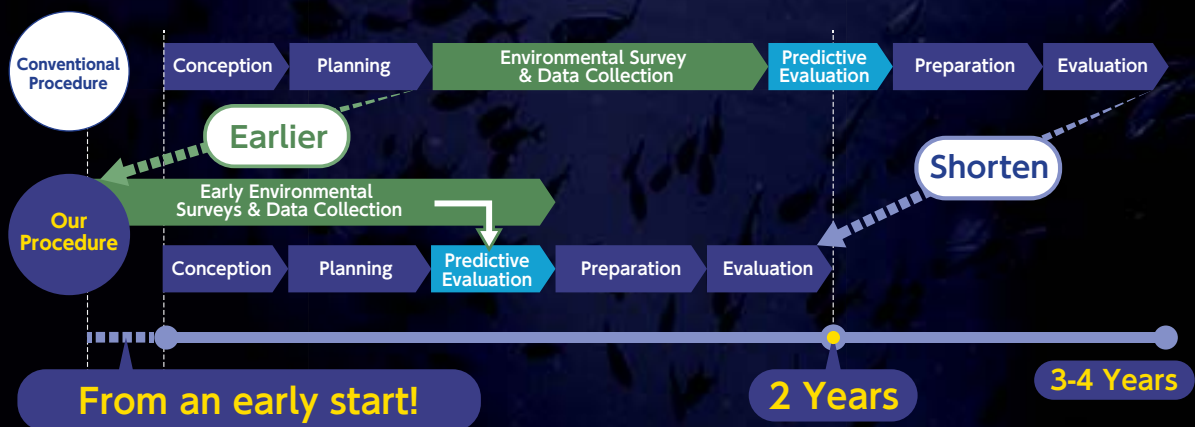 Conventional
Procedure
Conception
Planning
Environmental Survey
& Data Collection
Predictive
Evaluation
Preparation
Evaluation
Earlier
Shorten
Our
Procedure
Early Environmental
Surveys & Data Collection
Conception
Planning
Predictive
Evaluation
Preparation
Evaluation
From an early start!
2 Years
3-4 Years